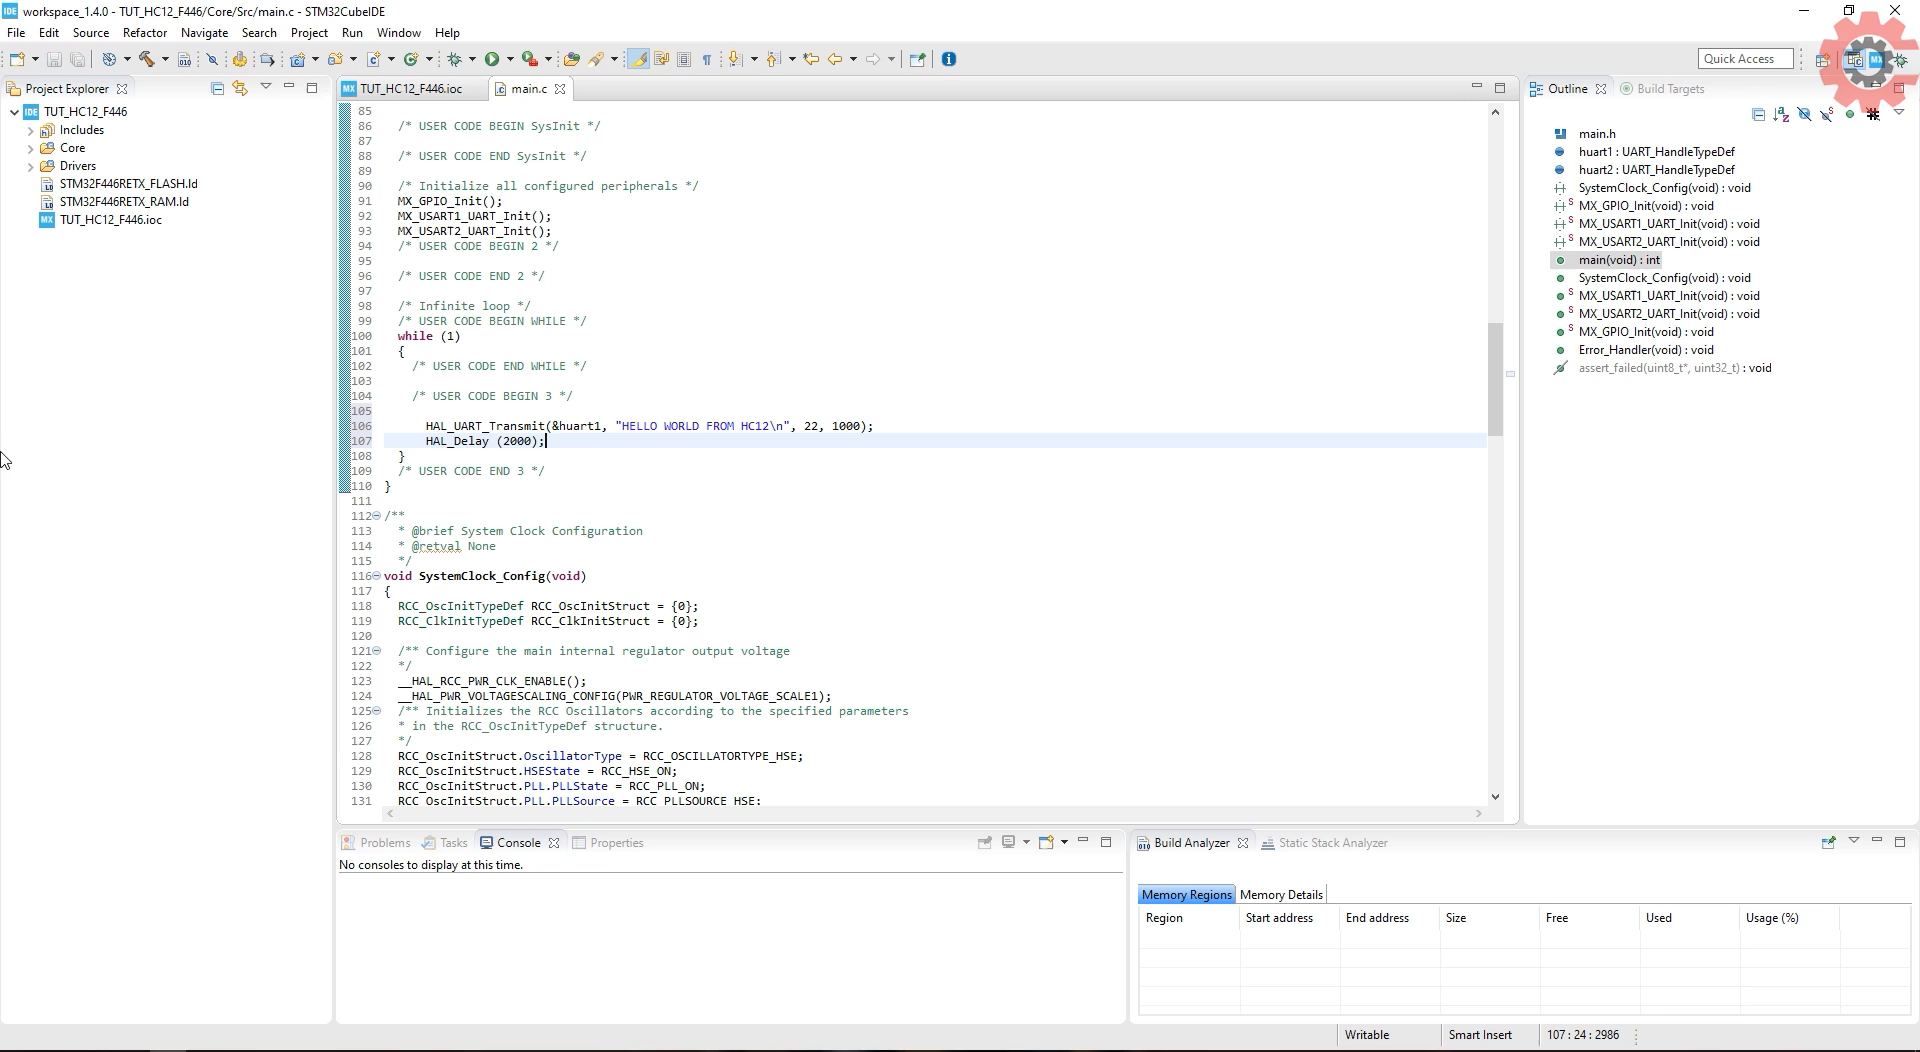 IDE workspace_1.4.0 - TUT_HC12_F446/Core/Src/main.c - STM32CubeIDE
File Edit Source Refactor Navigate Search Project Run Window Help
Quick Access
Project Explorer
IDE TUT_HC12_F446
Includes
Core
Drivers
STM32F446RETX_FLASH.ld
STM32F446RETX_RAM.ld
MX TUT_HC12_F446.ioc
MX TUT_HC12_F446.ioc main.c
85
86 /* USER CODE BEGIN SysInit */
87
88 /* USER CODE END SysInit */
89
90 /* Initialize all configured peripherals */
91 MX_GPIO_Init();
92 MX_USART1_UART_Init();
93 MX_USART2_UART_Init();
94 /* USER CODE BEGIN 2 */
95
96 /* USER CODE END 2 */
97
98 /* Infinite loop */
99 /* USER CODE BEGIN WHILE */
100 while (1)
101 {
102 /* USER CODE END WHILE */
103
104 /* USER CODE BEGIN 3 */
105
106 HAL_UART_Transmit(&huart1, "HELLO WORLD FROM HC12\n", 22, 1000);
107 HAL_Delay (2000);
108 }
109 /* USER CODE END 3 */
110 }
111
112 /**
113 * @brief System Clock Configuration
114 * @retval None
115 */
116 void SystemClock_Config(void)
117 {
118 RCC_OscInitTypeDef RCC_OscInitStruct = {0};
119 RCC_ClkInitTypeDef RCC_ClkInitStruct = {0};
120
121 /** Configure the main internal regulator output voltage
122 */
123 __HAL_RCC_PWR_CLK_ENABLE();
124 __HAL_PWR_VOLTAGESCALING_CONFIG(PWR_REGULATOR_VOLTAGE_SCALE1);
125 /** Initializes the RCC Oscillators according to the specified parameters
126 * in the RCC_OscInitTypeDef structure.
127 */
128 RCC_OscInitStruct.OscillatorType = RCC_OSCILLATORTYPE_HSE;
129 RCC_OscInitStruct.HSEState = RCC_HSE_ON;
130 RCC_OscInitStruct.PLL.PLLState = RCC_PLL_ON;
131 RCC_OscInitStruct.PLL.PLLSource = RCC_PLLSOURCE_HSE;
Outline Build Targets
main.h
huart1 : UART_HandleTypeDef
huart2 : UART_HandleTypeDef
SystemClock_Config(void) : void
S MX_GPIO_Init(void) : void
S MX_USART1_UART_Init(void) : void
S MX_USART2_UART_Init(void) : void
main(void) : int
SystemClock_Config(void) : void
S MX_USART1_UART_Init(void) : void
S MX_USART2_UART_Init(void) : void
S MX_GPIO_Init(void) : void
Error_Handler(void) : void
assert_failed(uint8_t*, uint32_t) : void
Problems Tasks Console Properties
No consoles to display at this time.
Build Analyzer Static Stack Analyzer
Memory Regions Memory Details
Region Start address End address Size Free Used Usage (%)
Writable Smart Insert 107 : 24 : 2986